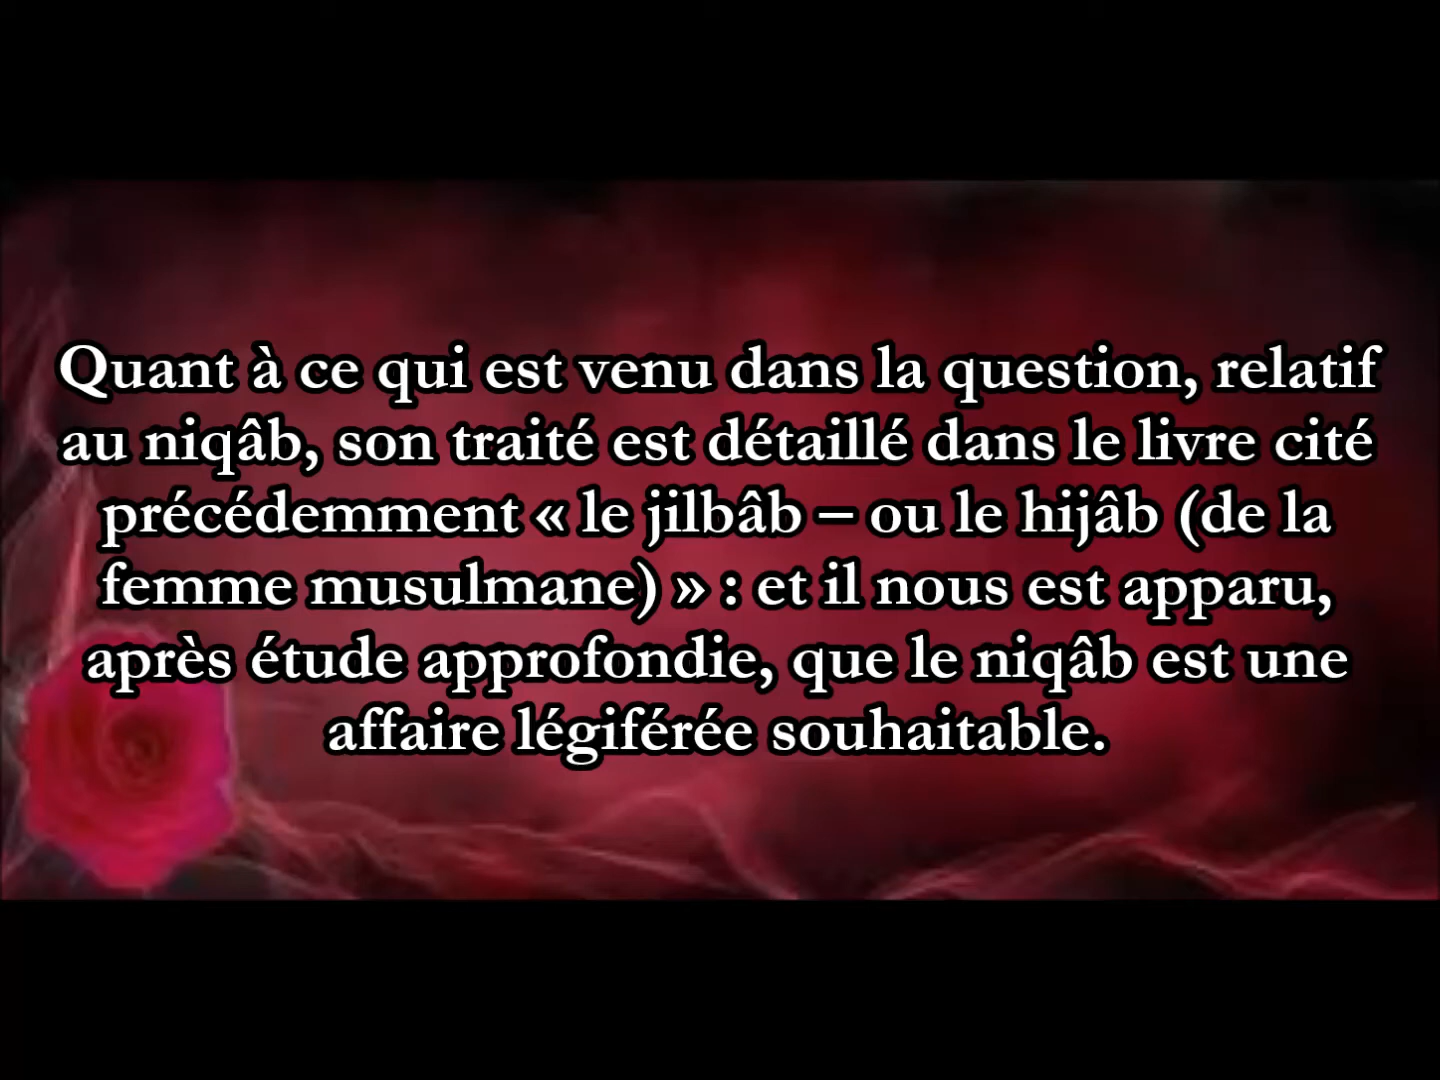 Quant à ce qui est venu dans la question, relatif
au niqâb, son traité est détaillé dans le livre cité
précédemment « le jilbâb – ou le hijâb (de la
femme musulmane) » : et il nous est apparu,
après étude approfondie, que le niqâb est une
affaire légiférée souhaitable.